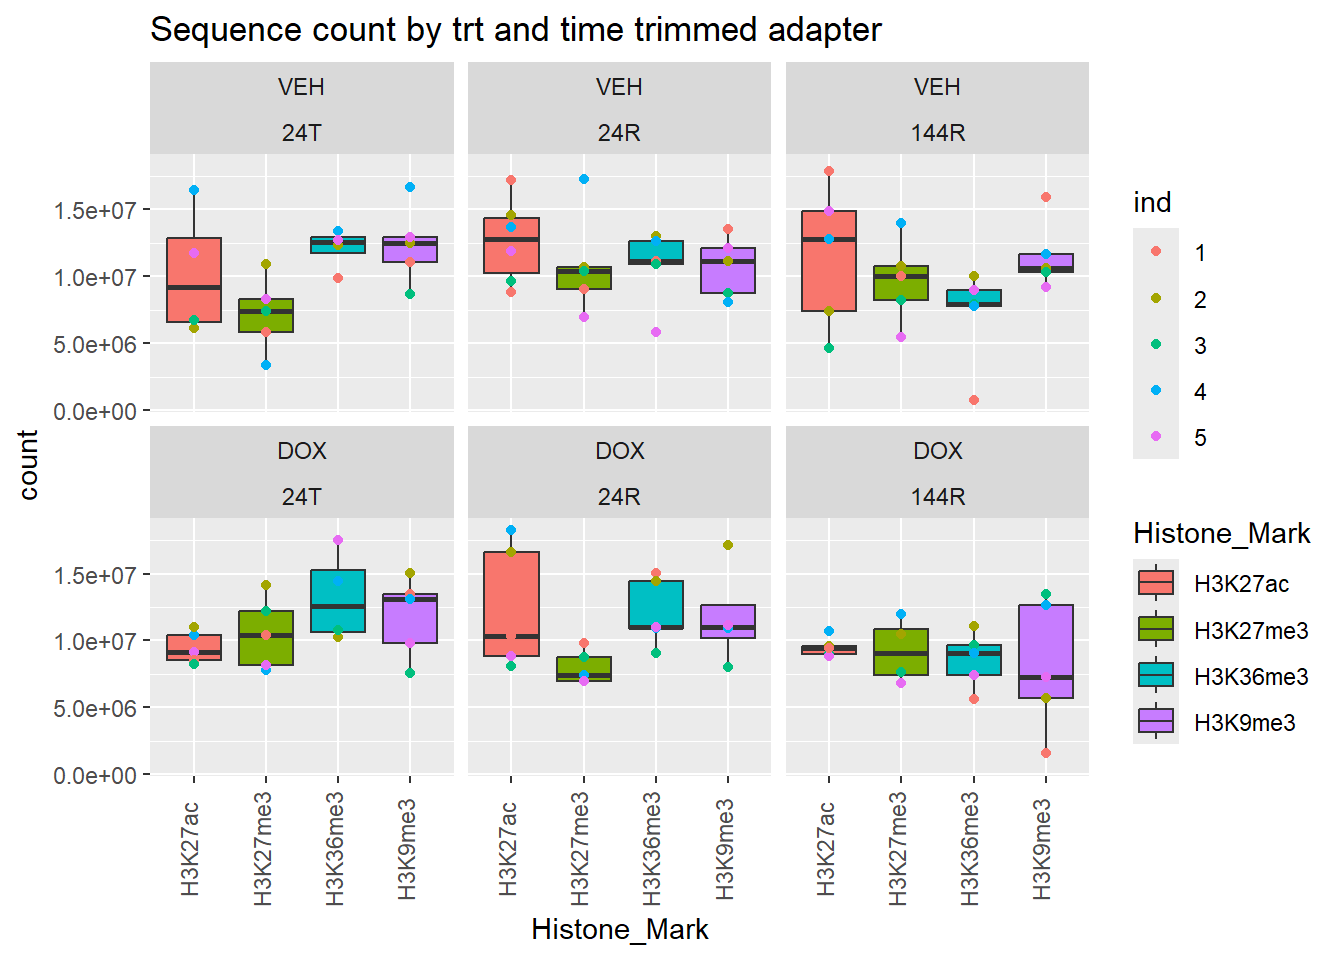 Sequence count by trt and time trimmed adapter
VEH
24T
VEH
24R
VEH
144R
1.5e+07
1.0e+07
5.0e+06
0.0e+00
DOX
24T
DOX
24R
DOX
144R
1.5e+07
1.0e+07
5.0e+06
0.0e+00
count
H3K27ac
H3K27me3
H3K36me3
H3K9me3
H3K27ac
H3K27me3
H3K36me3
H3K9me3
H3K27ac
H3K27me3
H3K36me3
H3K9me3
Histone_Mark
ind
1
2
3
4
5
Histone_Mark
H3K27ac
H3K27me3
H3K36me3
H3K9me3